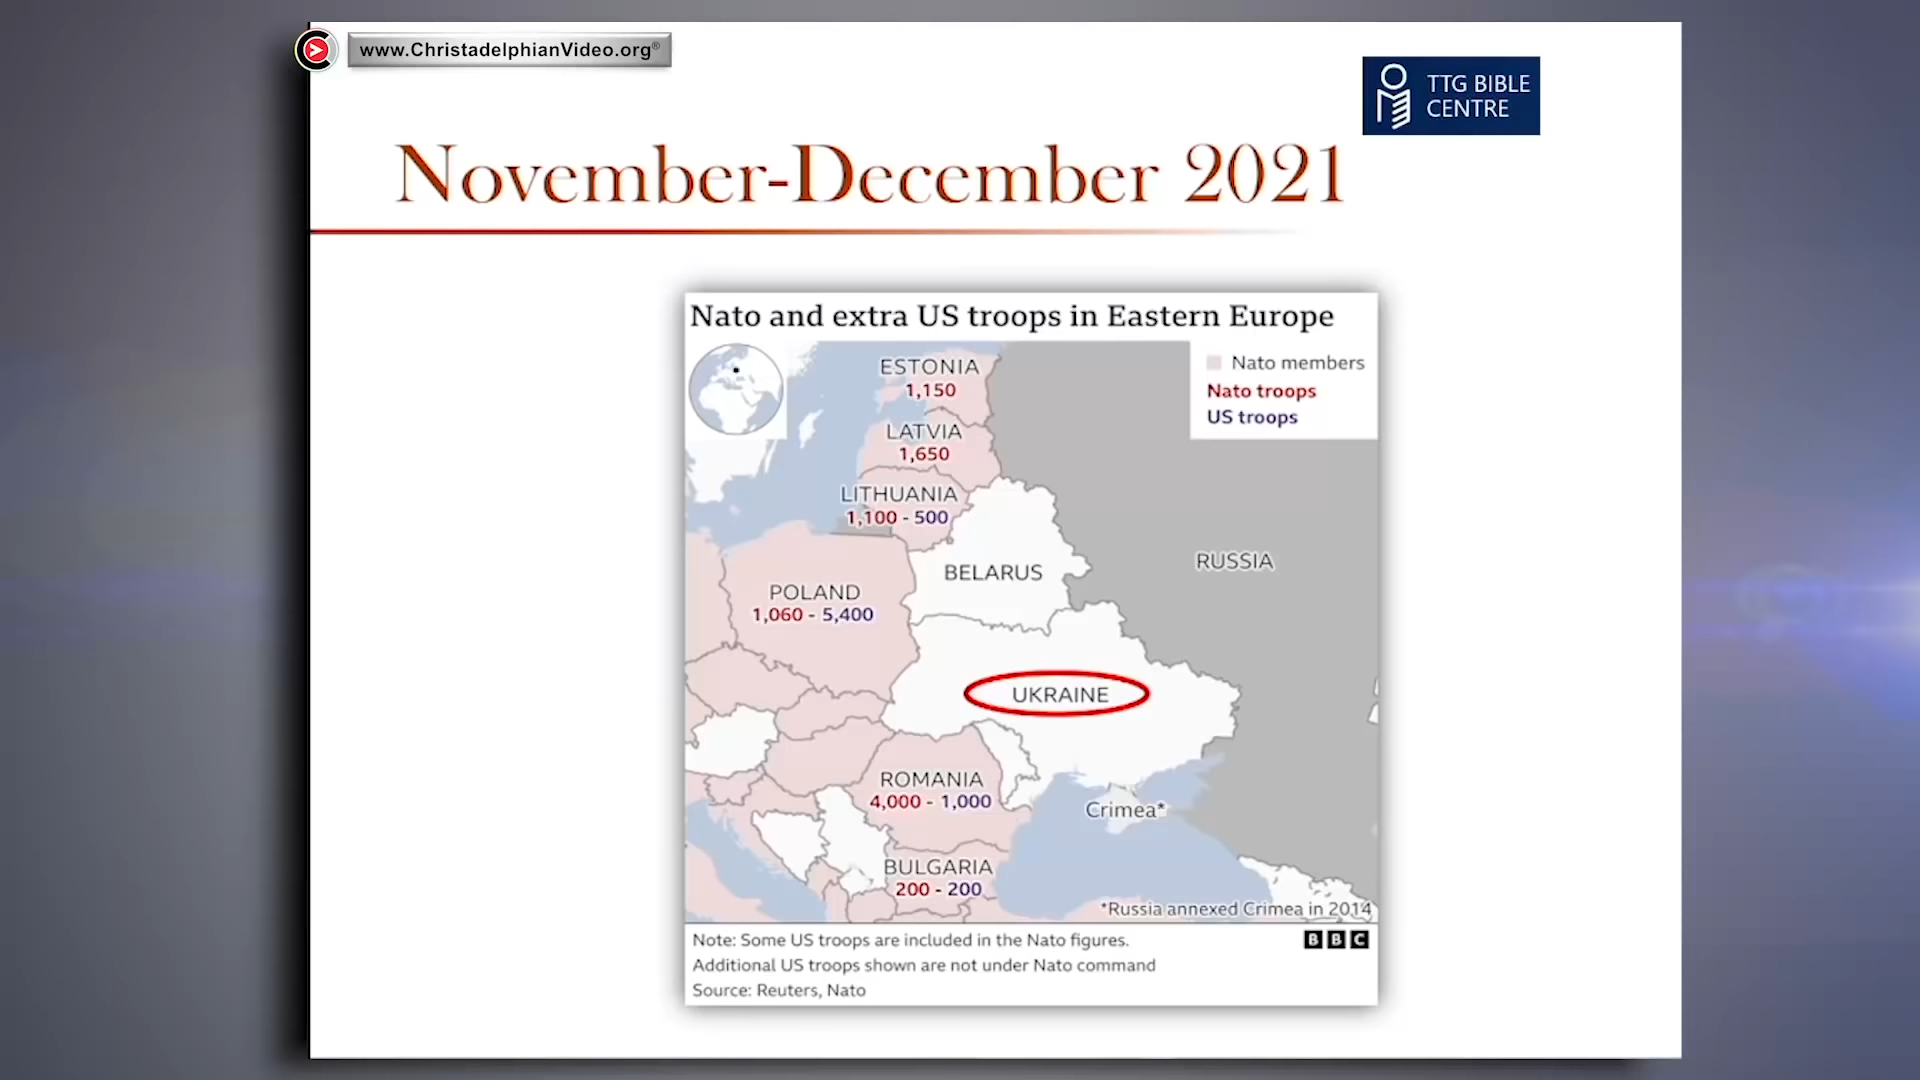 www.ChristadelphianVideo.org®
TTG BIBLE
CENTRE
November-December 2021
Nato and extra US troops in Eastern Europe
Nato members
Nato troops
US troops
ESTONIA
1,150
LATVIA
1,650
LITHUANIA
1,100 - 500
BELARUS
RUSSIA
POLAND
1,060 - 5,400
UKRAINE
ROMANIA
4,000 - 1,000
Crimea*
BULGARIA
200 - 200
*Russia annexed Crimea in 2014
Note: Some US troops are included in the Nato figures.
Additional US troops shown are not under Nato command
Source: Reuters, Nato
BBC